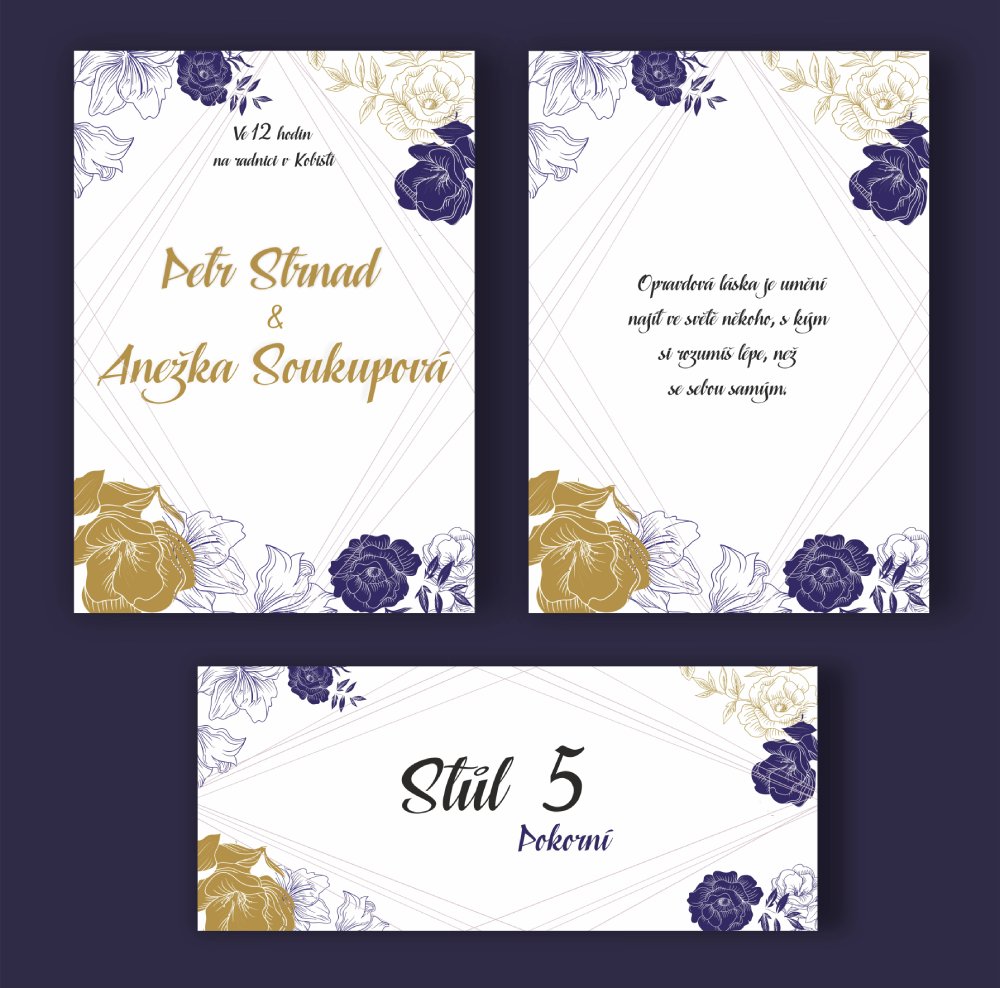 Ve 12 hodin
na radnici v Kobisti
Petr Strnad
&
Anežka Soukupová
Opravdová láska je umění
najít ve světě někoho, s kým
si rozumíš lépe, než
se sebou samým.
Stůl 5
Pokorní